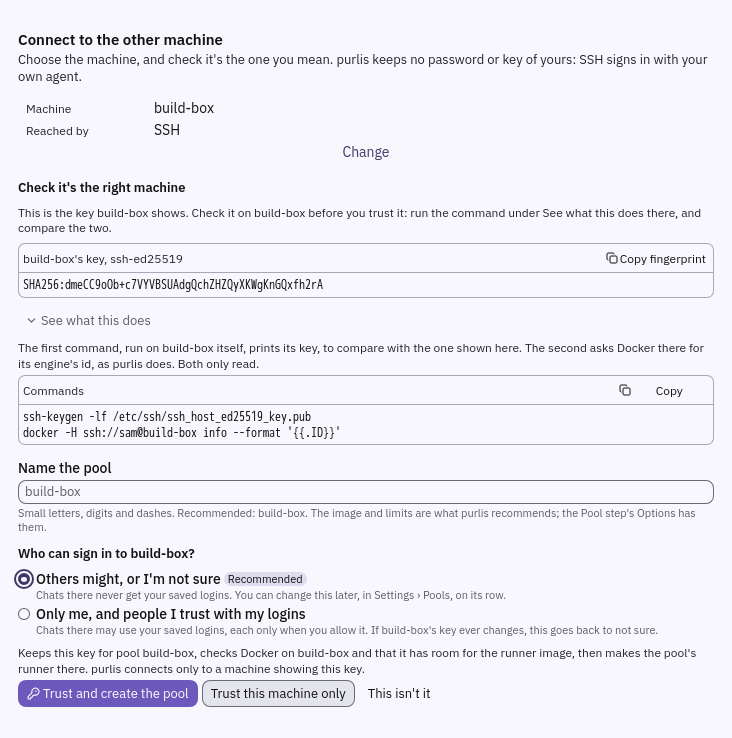 Connect to the other machine
Choose the machine, and check it's the one you mean. purlis keeps no password or key of yours: SSH signs in with your
own agent.
Machine build-box
Reached by SSH
Change
Check it's the right machine
This is the key build-box shows. Check it on build-box before you trust it: run the command under See what this does there, and
compare the two.
build-box's key, ssh-ed25519 Copy fingerprint
SHA256:dmeCC9oOb+c7VYVBSUAdgQchZHZQyXKWgKnGQxfh2rA
See what this does
The first command, run on build-box itself, prints its key, to compare with the one shown here. The second asks Docker there for
its engine's id, as purlis does. Both only read.
Commands Copy
ssh-keygen -lf /etc/ssh/ssh_host_ed25519_key.pub
docker -H ssh://sam@build-box info --format '{{.ID}}'
Name the pool
build-box
Small letters, digits and dashes. Recommended: build-box. The image and limits are what purlis recommends; the Pool step's Options has
them.
Who can sign in to build-box?
Others might, or I'm not sure Recommended
Chats there never get your saved logins. You can change this later, in Settings › Pools, on its row.
Only me, and people I trust with my logins
Chats there may use your saved logins, each only when you allow it. If build-box's key ever changes, this goes back to not sure.
Keeps this key for pool build-box, checks Docker on build-box and that it has room for the runner image, then makes the pool's
runner there. purlis connects only to a machine showing this key.
Trust and create the pool Trust this machine only This isn't it